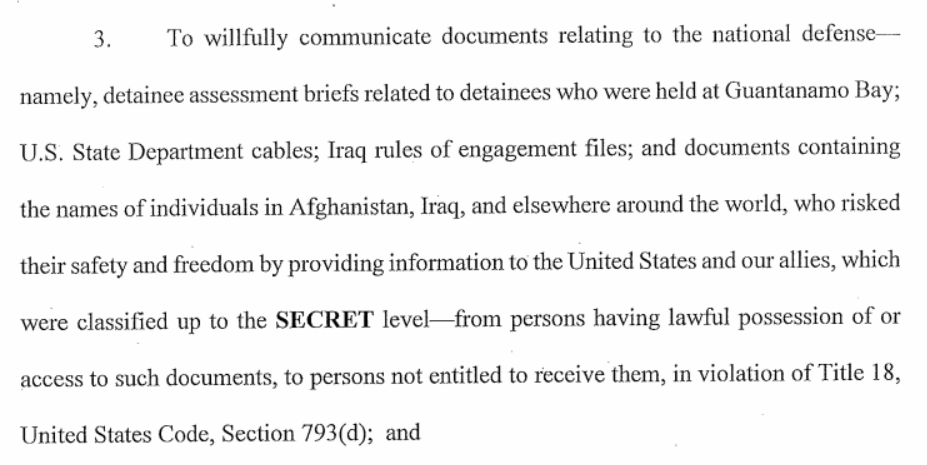 3. To willfully communicate documents relating to the national defense—
namely, detainee assessment briefs related to detainees who were held at Guantanamo Bay;
U.S. State Department cables; Iraq rules of engagement files; and documents containing
the names of individuals in Afghanistan, Iraq, and elsewhere around the world, who risked
their safety and freedom by providing information to the United States and our allies, which
were classified up to the SECRET level—from persons having lawful possession of or
access to such documents, to persons not entitled to receive them, in violation of Title 18,
United States Code, Section 793(d); and